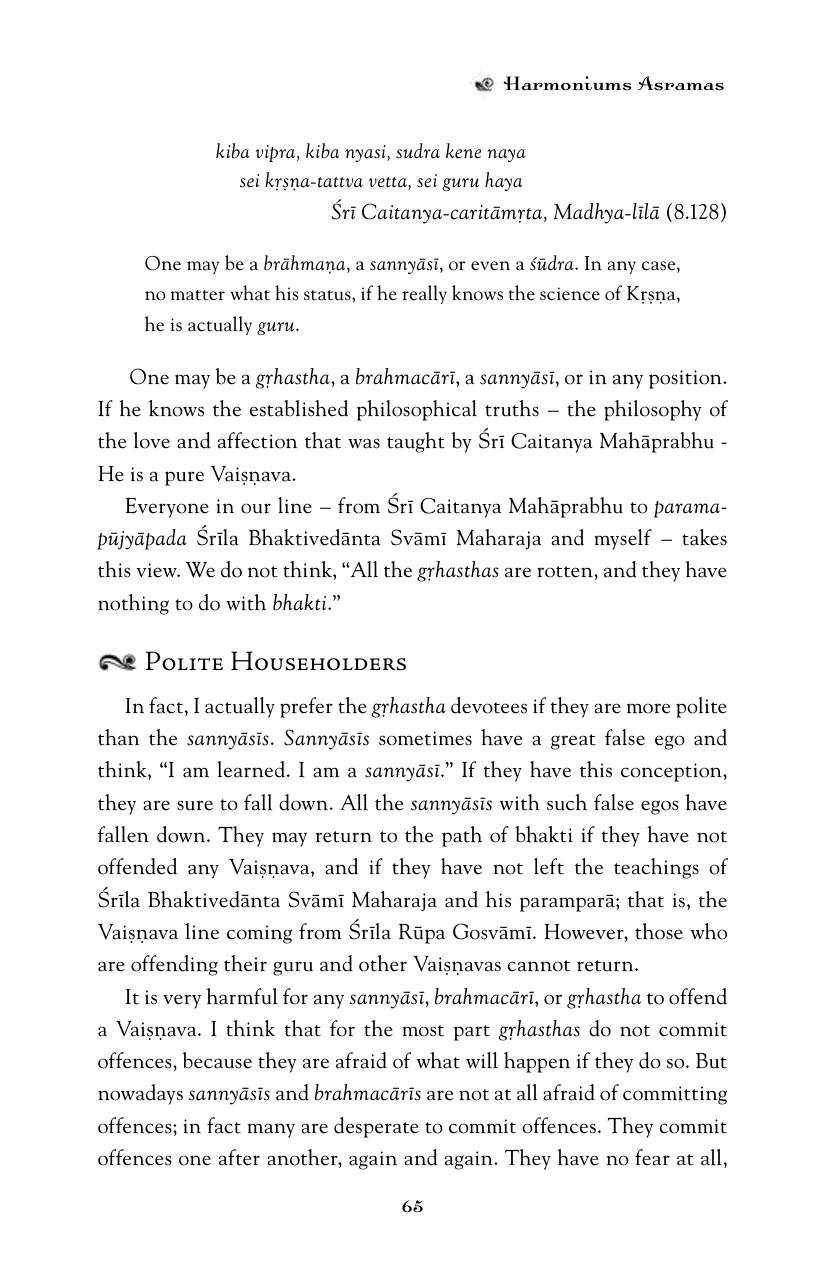 Harmoniums Asramas
kiba vipra, kiba nyasi, sudra kene naya
sei kṛṣṇa-tattva vetta, sei guru haya
Śrī Caitanya-caritāmṛta, Madhya-līlā (8.128)
One may be a brāhmaṇa, a sannyāsī, or even a śūdra. In any case,
no matter what his status, if he really knows the science of Kṛṣṇa,
he is actually guru.
One may be a gṛhastha, a brahmacārī, a sannyāsī, or in any position.
If he knows the established philosophical truths – the philosophy of
the love and affection that was taught by Śrī Caitanya Mahāprabhu -
He is a pure Vaiṣṇava.
Everyone in our line – from Śrī Caitanya Mahāprabhu to parama-
pūjyāpada Śrīla Bhaktivedānta Svāmī Maharaja and myself – takes
this view. We do not think, “All the gṛhasthas are rotten, and they have
nothing to do with bhakti.”
Polite Householders
In fact, I actually prefer the gṛhastha devotees if they are more polite
than the sannyāsīs. Sannyāsīs sometimes have a great false ego and
think, “I am learned. I am a sannyāsī.” If they have this conception,
they are sure to fall down. All the sannyāsīs with such false egos have
fallen down. They may return to the path of bhakti if they have not
offended any Vaiṣṇava, and if they have not left the teachings of
Śrīla Bhaktivedānta Svāmī Maharaja and his paramparā; that is, the
Vaiṣṇava line coming from Śrīla Rūpa Gosvāmī. However, those who
are offending their guru and other Vaiṣṇavas cannot return.
It is very harmful for any sannyāsī, brahmacārī, or gṛhastha to offend
a Vaiṣṇava. I think that for the most part gṛhasthas do not commit
offences, because they are afraid of what will happen if they do so. But
nowadays sannyāsīs and brahmacārīs are not at all afraid of committing
offences; in fact many are desperate to commit offences. They commit
offences one after another, again and again. They have no fear at all,
65